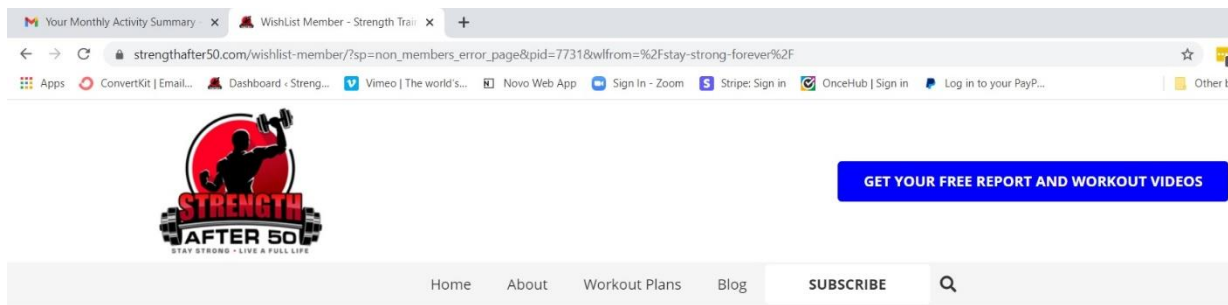 Your Monthly Activity Summary -
WishList Member - Strength Train
strengthafter50.com/wishlist-member/?sp=non_members_error_page&pid=7731&wlfrom=%2Fstay-strong-forever%2F
Apps ConvertKit | Email... Dashboard ‹ Streng... Vimeo | The world's... Novo Web App Sign In - Zoom Stripe: Sign in OnceHub | Sign in Log in to your PayP... Other
STRENGTH
AFTER 50
STAY STRONG • LIVE A FULL LIFE
GET YOUR FREE REPORT AND WORKOUT VIDEOS
Home About Workout Plans Blog SUBSCRIBE